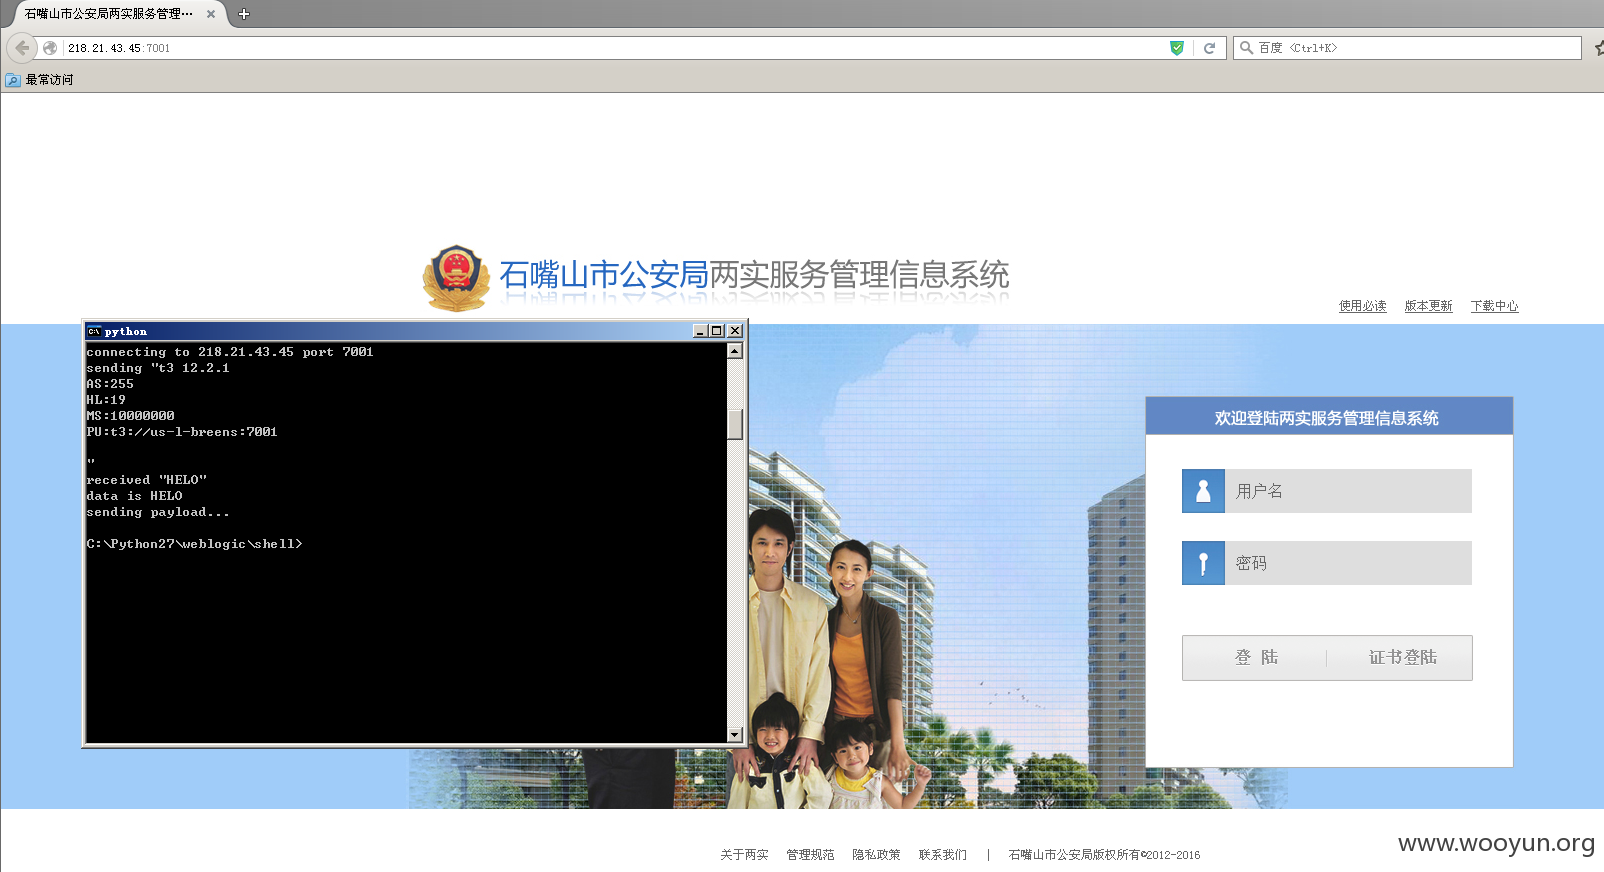 石嘴山市公安局两实服务管理···
218.21.43.45:7001
百度 <Ctrl+K>
最常访问
石嘴山市公安局两实服务管理信息系统
使用必读 版本更新 下载中心
python
connecting to 218.21.43.45 port 7001
sending "t3 12.2.1
AS:255
HL:19
MS:10000000
PU:t3://us-l-breens:7001
"
received "HELO"
data is HELO
sending payload...
C:\Python27\weblogic\shell>
欢迎登陆两实服务管理信息系统
用户名
密码
登 陆 证书登陆
www.wooyun.org
关于两实 管理规范 隐私政策 联系我们 | 石嘴山市公安局版权所有©2012-2016